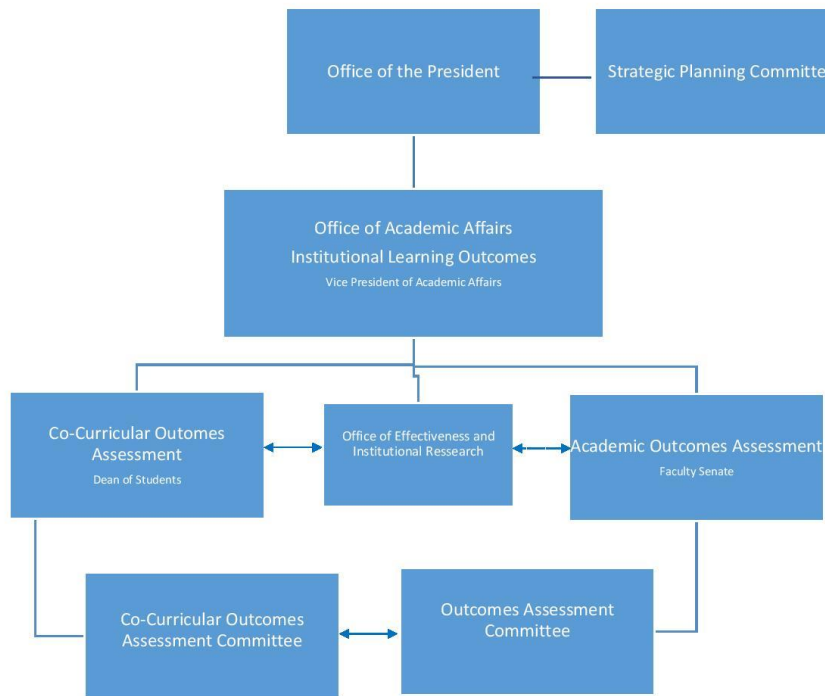 Office of the President
Strategic Planning Committe
Office of Academic Affairs
Institutional Learning Outcomes
Vice President of Academic Affairs
Co-Curricular Outomes
Assessment
Dean of Students
Office of Effectiveness and
Institutional Ressearch
Academic Outcomes Assessment
Faculty Senate
Co-Curricular Outcomes
Assessment Committee
Outcomes Assessment
Committee